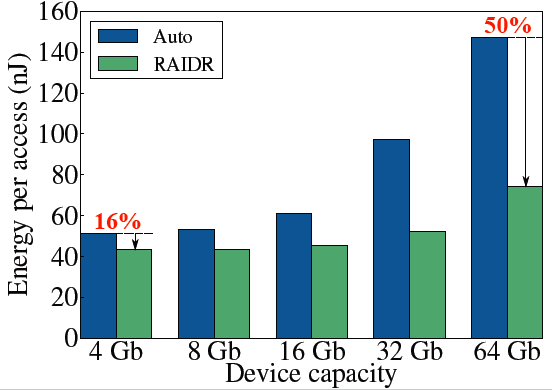 160
140
120
100
80
60
40
20
0
Energy per access (nJ)
Auto
RAIDR
16%
50%
4 Gb
8 Gb
16 Gb
32 Gb
64 Gb
Device capacity